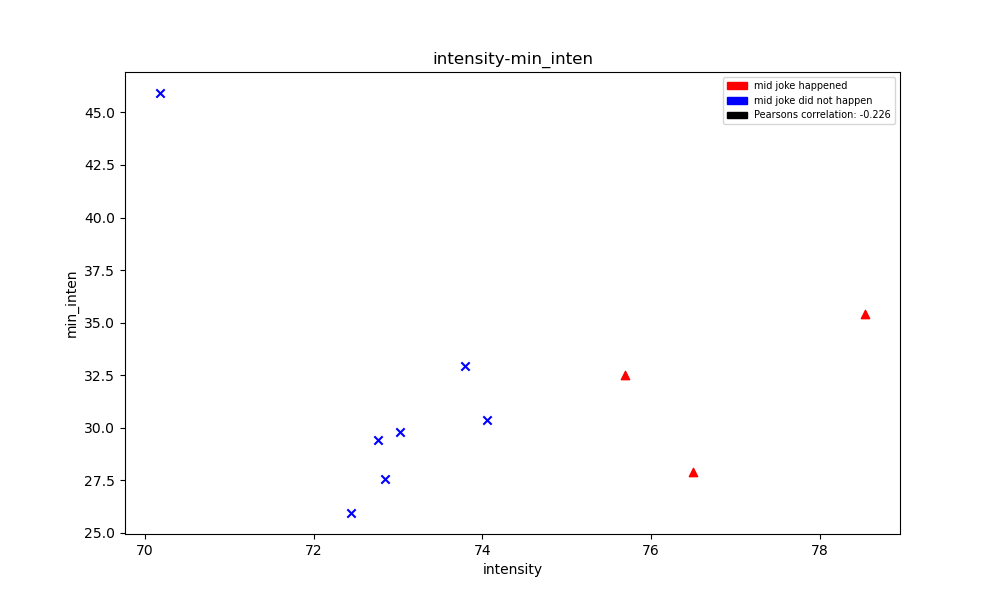 intensity-min_inten
mid joke happened
mid joke did not happen
Pearsons correlation: -0.226
45.0
42.5
40.0
37.5
35.0
32.5
30.0
27.5
25.0
min_inten
70
72
74
76
78
intensity